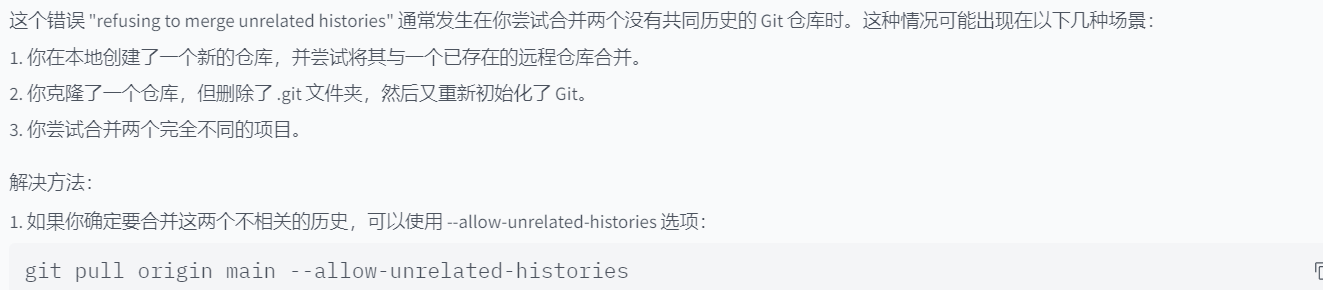 这个错误 "refusing to merge unrelated histories" 通常发生在你尝试合并两个没有共同历史的 Git 仓库时。这种情况可能出现在以下几种场景：
1. 你在本地创建了一个新的仓库，并尝试将其与一个已存在的远程仓库合并。
2. 你克隆了一个仓库，但删除了 .git 文件夹，然后又重新初始化了 Git。
3. 你尝试合并两个完全不同的项目。
解决方法：
1. 如果你确定要合并这两个不相关的历史，可以使用 --allow-unrelated-histories 选项：
git pull origin main --allow-unrelated-histories